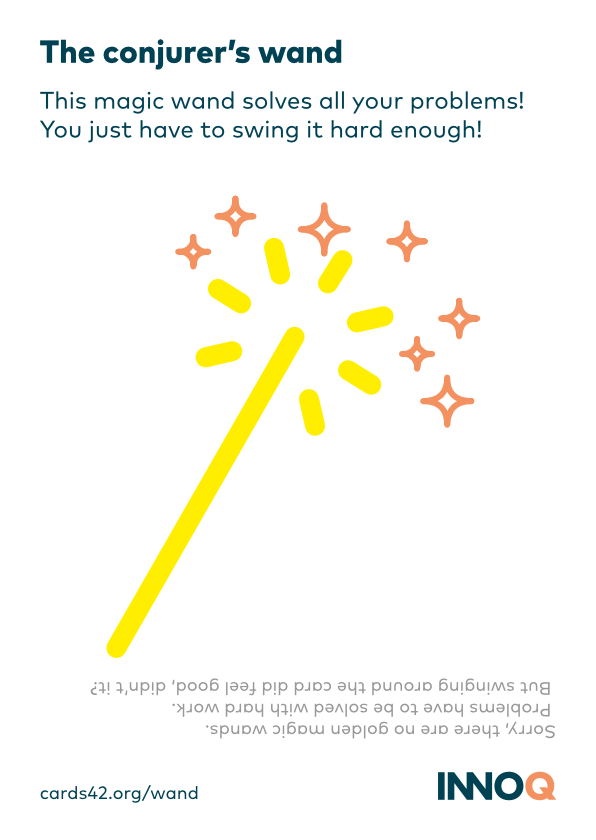 The conjurer's wand
This magic wand solves all your problems!
You just have to swing it hard enough!
Sorry, there are no golden magic wands.
Problems have to be solved with hard work.
But swinging around the card did feel good, didn't it?
cards42.org/wand
INNOQ